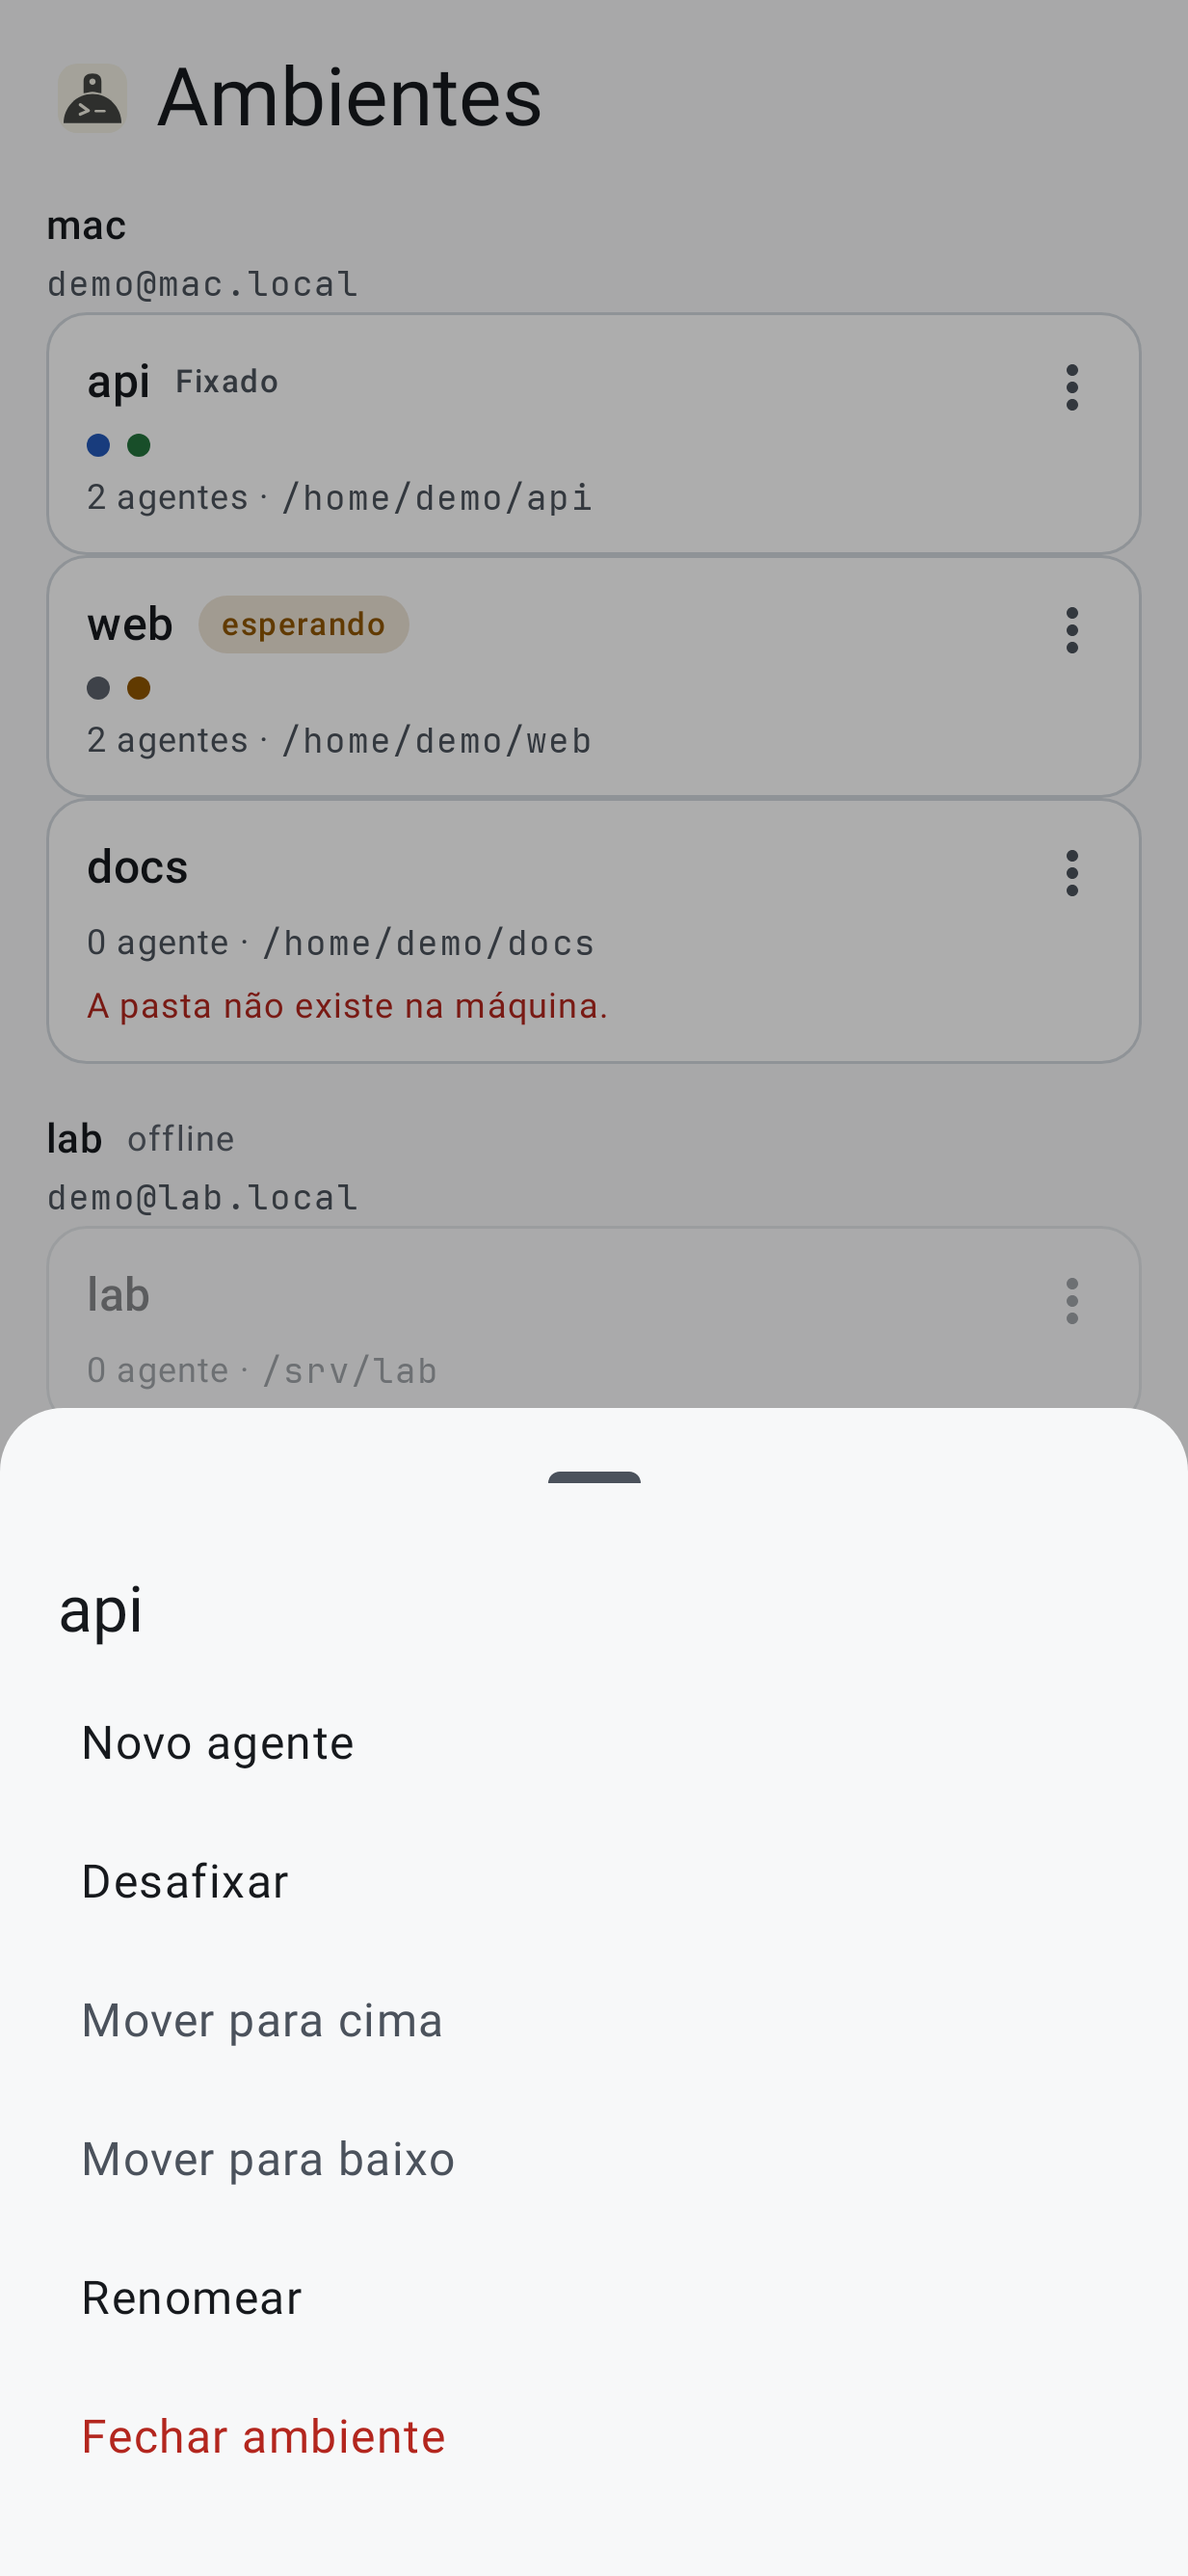 Ambientes
mac
demo@mac.local
api Fixado
2 agentes · /home/demo/api
web esperando
2 agentes · /home/demo/web
docs
0 agente · /home/demo/docs
A pasta não existe na máquina.
lab offline
demo@lab.local
lab
0 agente · /srv/lab
api
Novo agente
Desafixar
Mover para cima
Mover para baixo
Renomear
Fechar ambiente